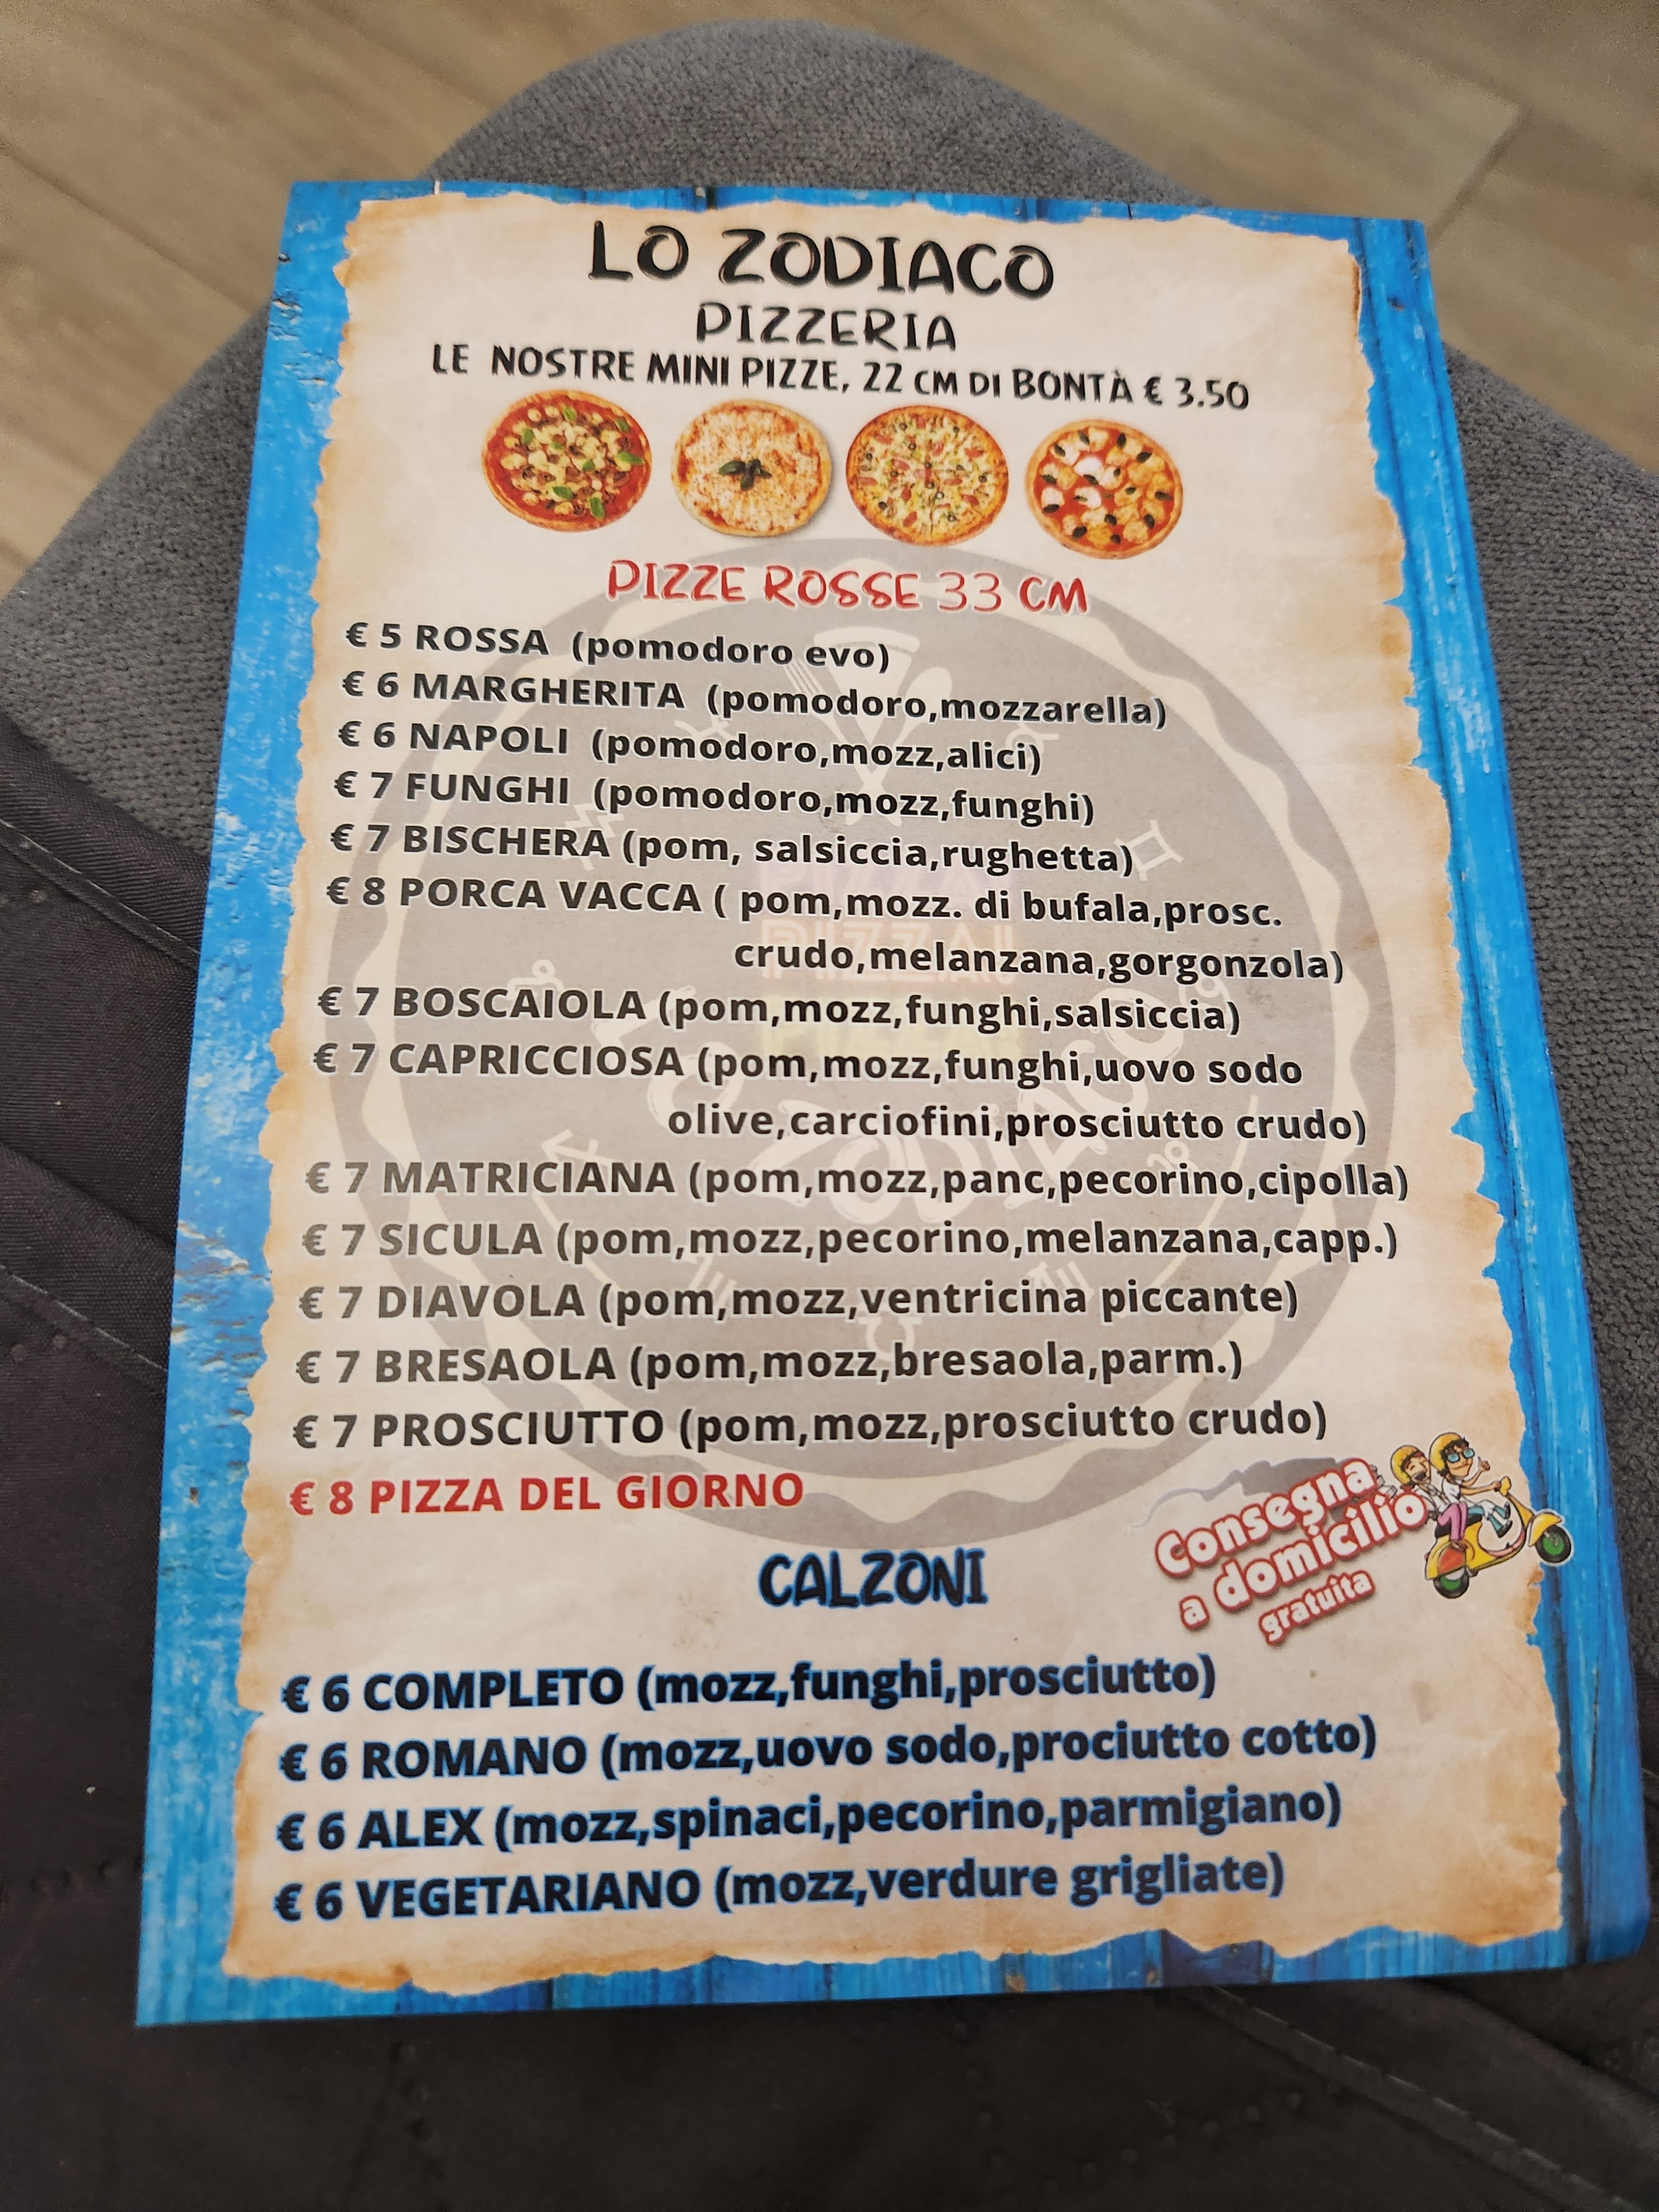 LO ZODIACO
PIZZERIA
LE NOSTRE MINI PIZZE, 22 CM DI BONTÀ € 3.50
PIZZE ROSSE 33 CM
€ 5 ROSSA (pomodoro evo)
€ 6 MARGHERITA (pomodoro,mozzarella)
€ 6 NAPOLI (pomodoro,mozz,alici)
€ 7 FUNGHI (pomodoro,mozz,funghi)
€ 7 BISCHERA (pom, salsiccia,rughetta)
€ 8 PORCA VACCA ( pom,mozz. di bufala,prosc.
crudo,melanzana,gorgonzola)
€ 7 BOSCAIOLA (pom,mozz,funghi,salsiccia)
€ 7 CAPRICCIOSA (pom,mozz,funghi,uovo sodo
olive,carciofini,prosciutto crudo)
€ 7 MATRICIANA (pom,mozz,panc,pecorino,cipolla)
€ 7 SICULA (pom,mozz,pecorino,melanzana,capp.)
€ 7 DIAVOLA (pom,mozz,ventricina piccante)
€ 7 BRESAOLA (pom,mozz,bresaola,parm.)
€ 7 PROSCIUTTO (pom,mozz,prosciutto crudo)
€ 8 PIZZA DEL GIORNO
Consegna
a domicilio
gratuita
CALZONI
€ 6 COMPLETO (mozz,funghi,prosciutto)
€ 6 ROMANO (mozz,uovo sodo,prociutto cotto)
€ 6 ALEX (mozz,spinaci,pecorino,parmigiano)
€ 6 VEGETARIANO (mozz,verdure grigliate)
LO ZODIACO